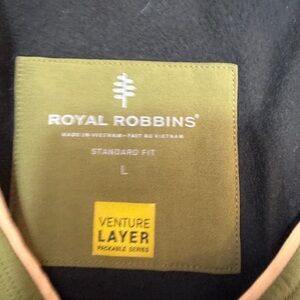 ROYAL ROBBINS®
MADE IN VIETNAM - FAIT AU VIETNAM
STANDARD FIT
L
VENTURE
LAYER
PACKABLE SERIES